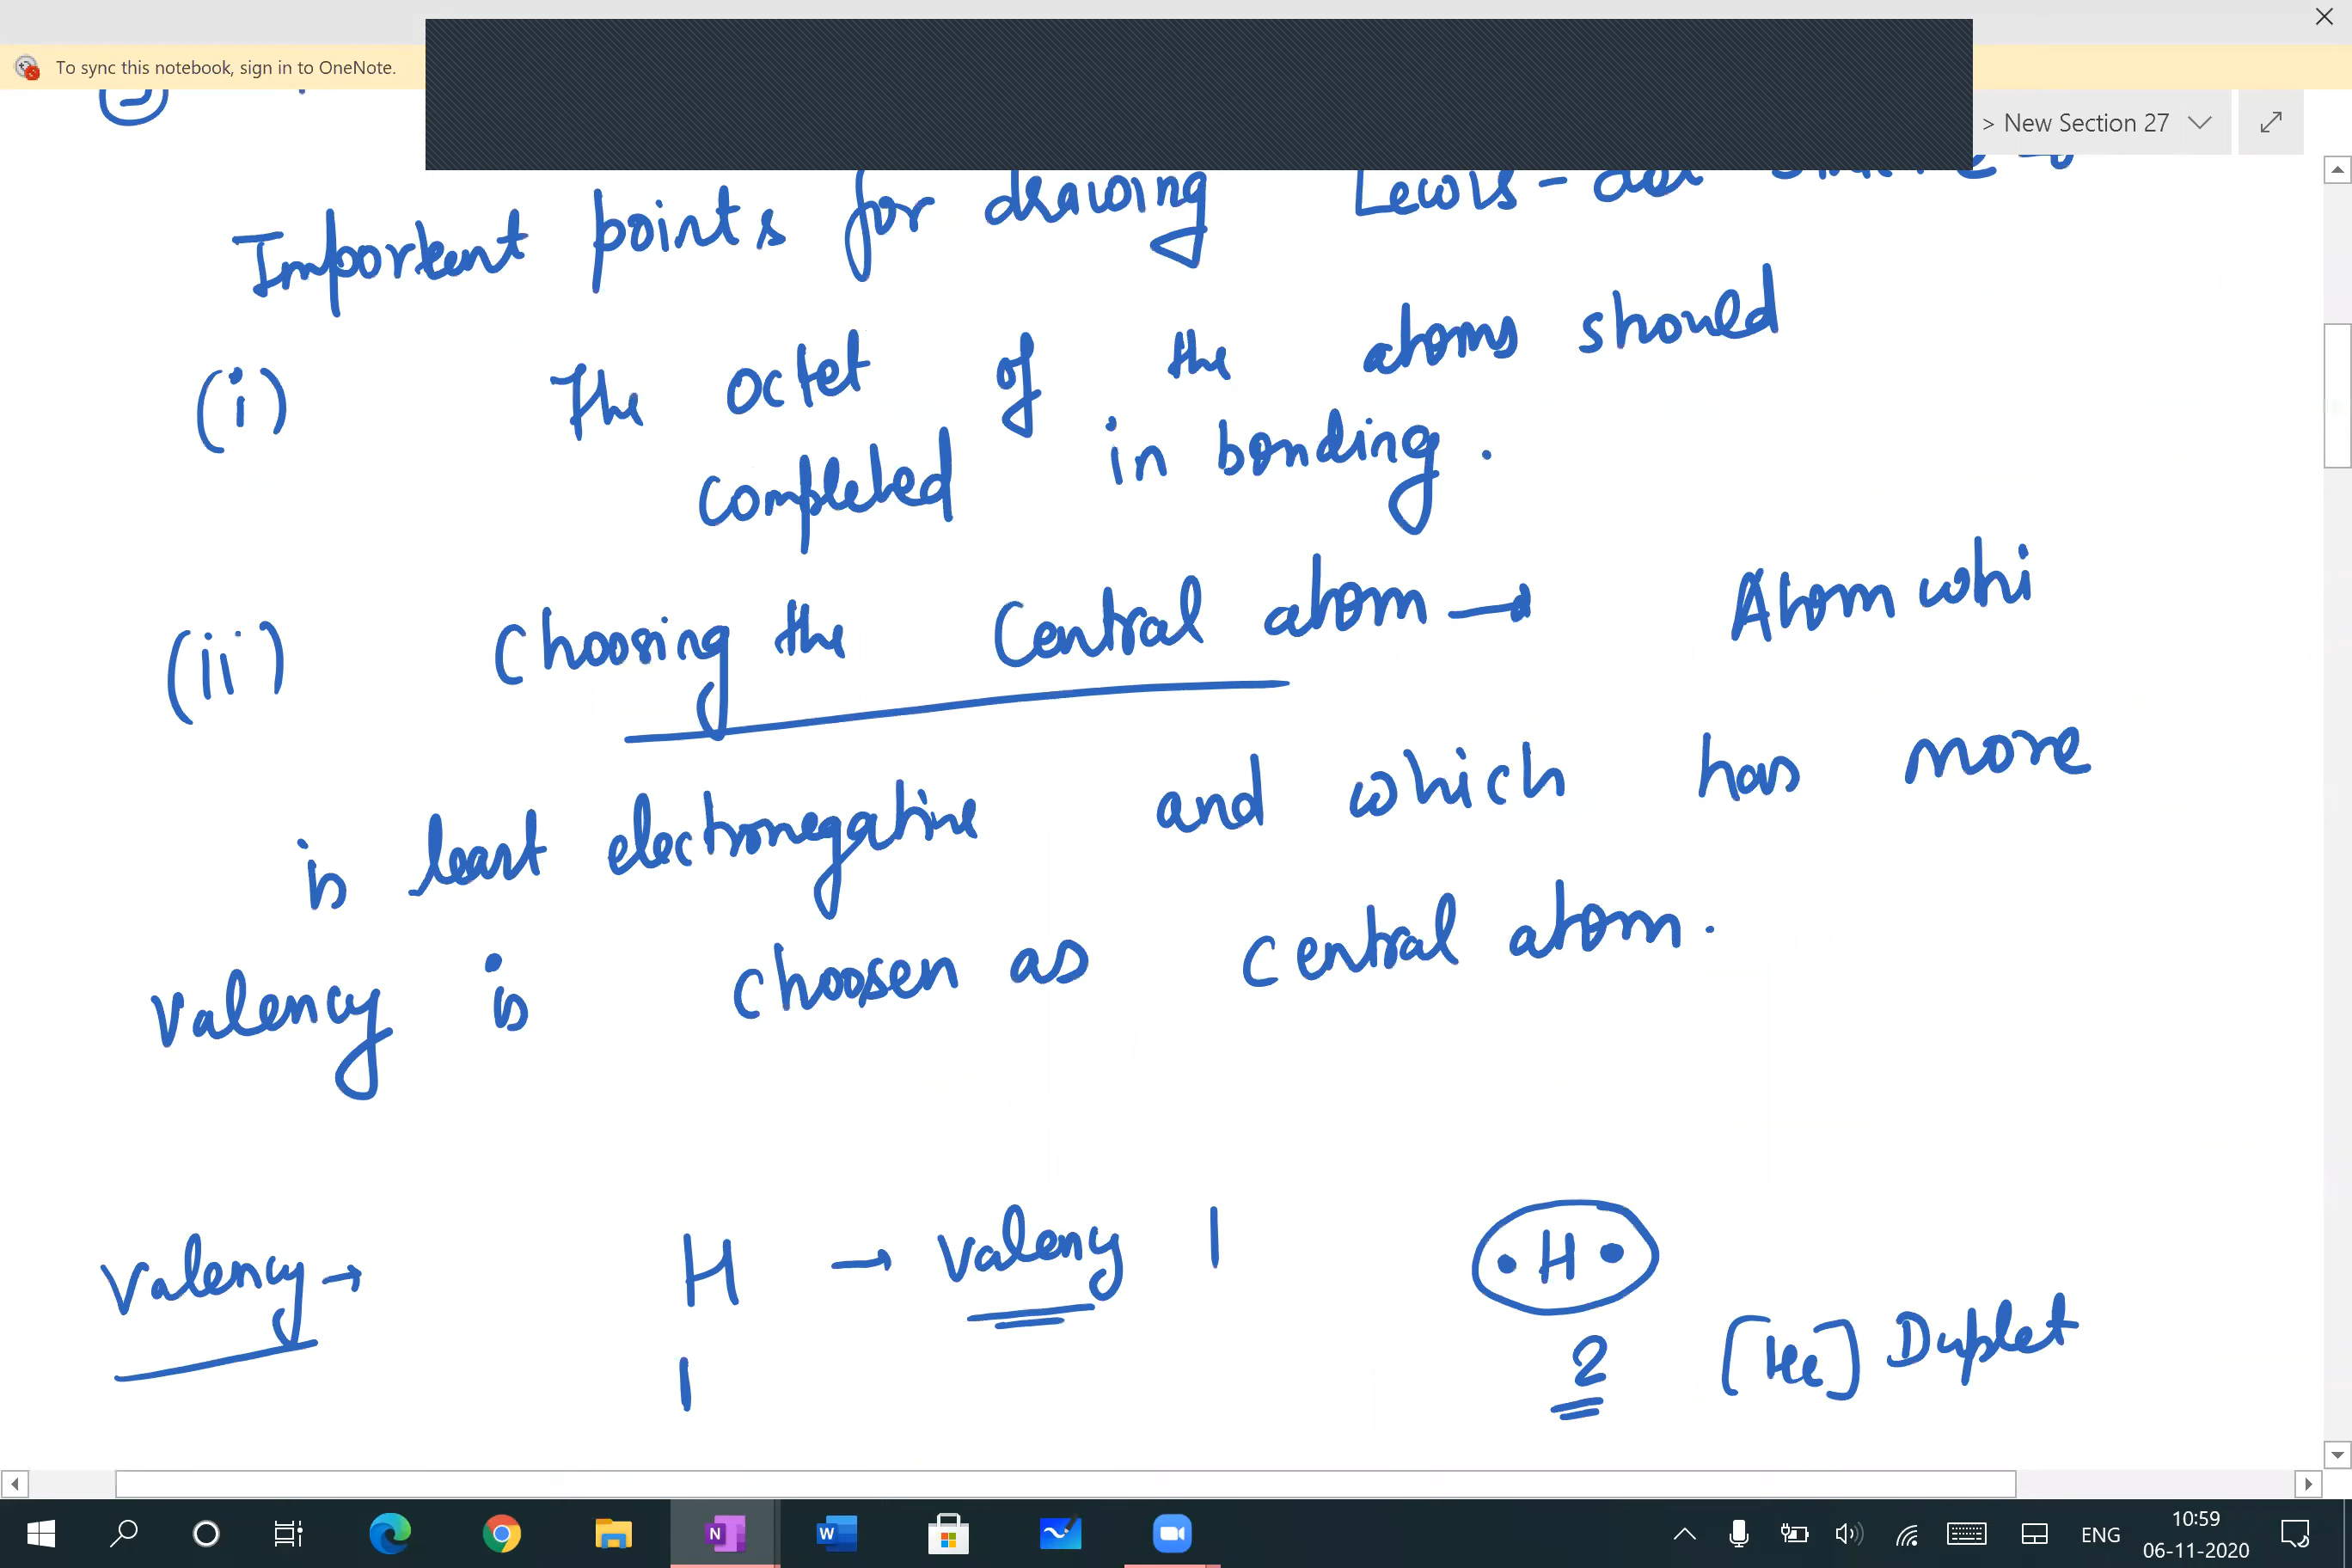 To sync this notebook, sign in to OneNote.
> New Section 27
Important points for drawing Lewis-dot
(i) The octet of the atoms should
completed in bonding.
(ii) Choosing the Central atom → Atom whi
is least electronegative and which has more
valency is choosen as central atom.
Valency → H → Valency 1 • H •
1 2 [He] Duplet
N
W
ENG
10:59
06-11-2020